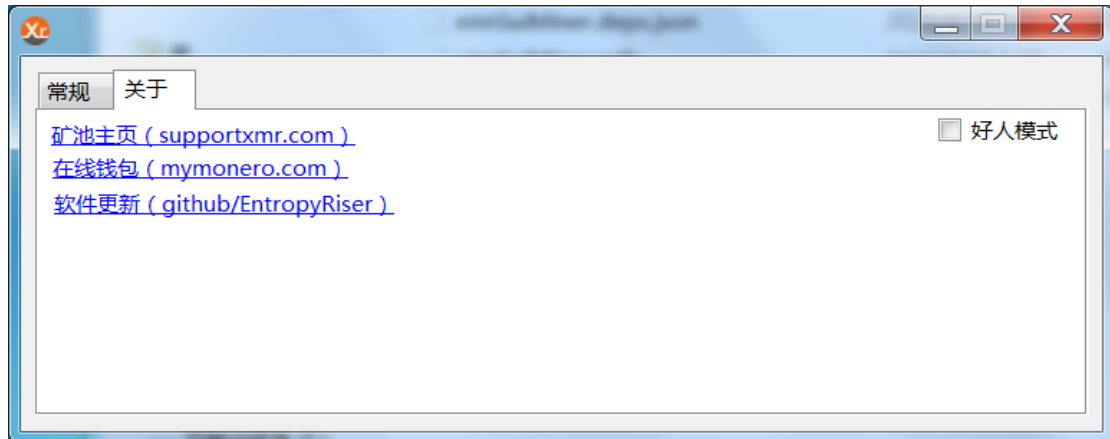 Xr
常规 关于
矿池主页（supportxmr.com）
好人模式
在线钱包（mymonero.com）
软件更新（github/EntropyRiser）